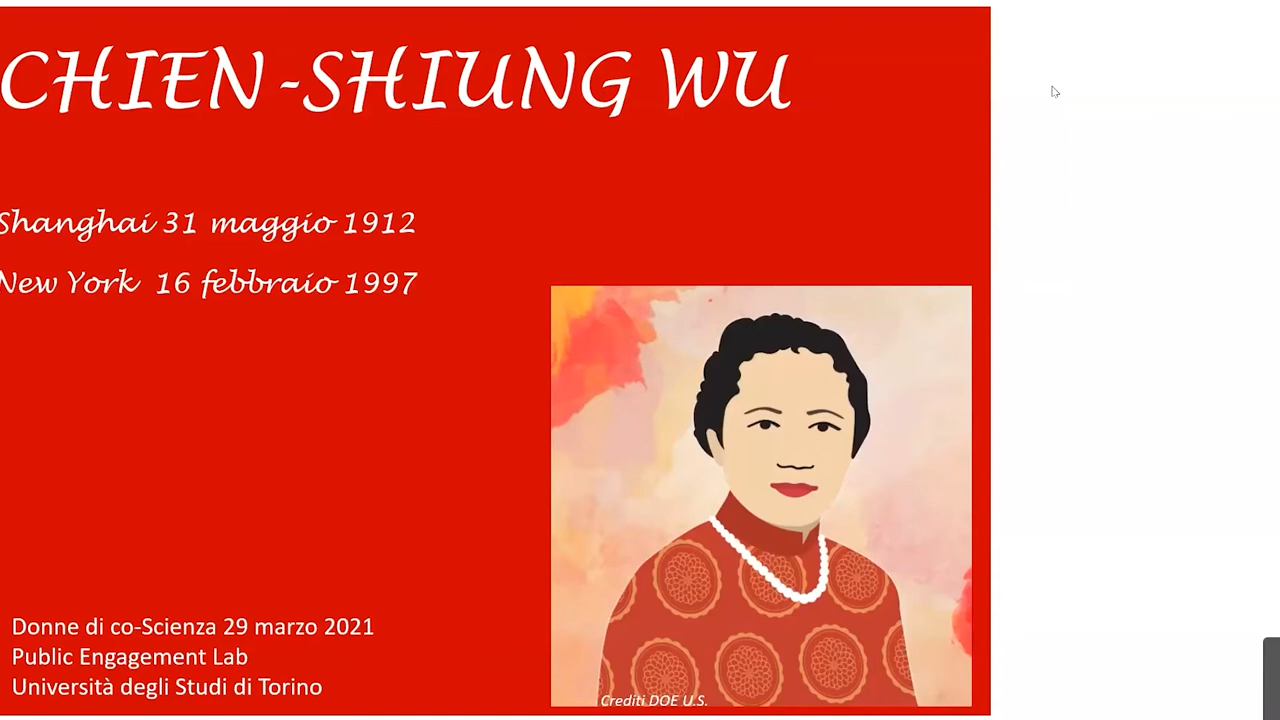 CHIEN-SHIUNG WU
Shanghai 31 maggio 1912
New York 16 febbraio 1997
Donne di co-Scienza 29 marzo 2021
Public Engagement Lab
Università degli Studi di Torino
Crediti DOE U.S.